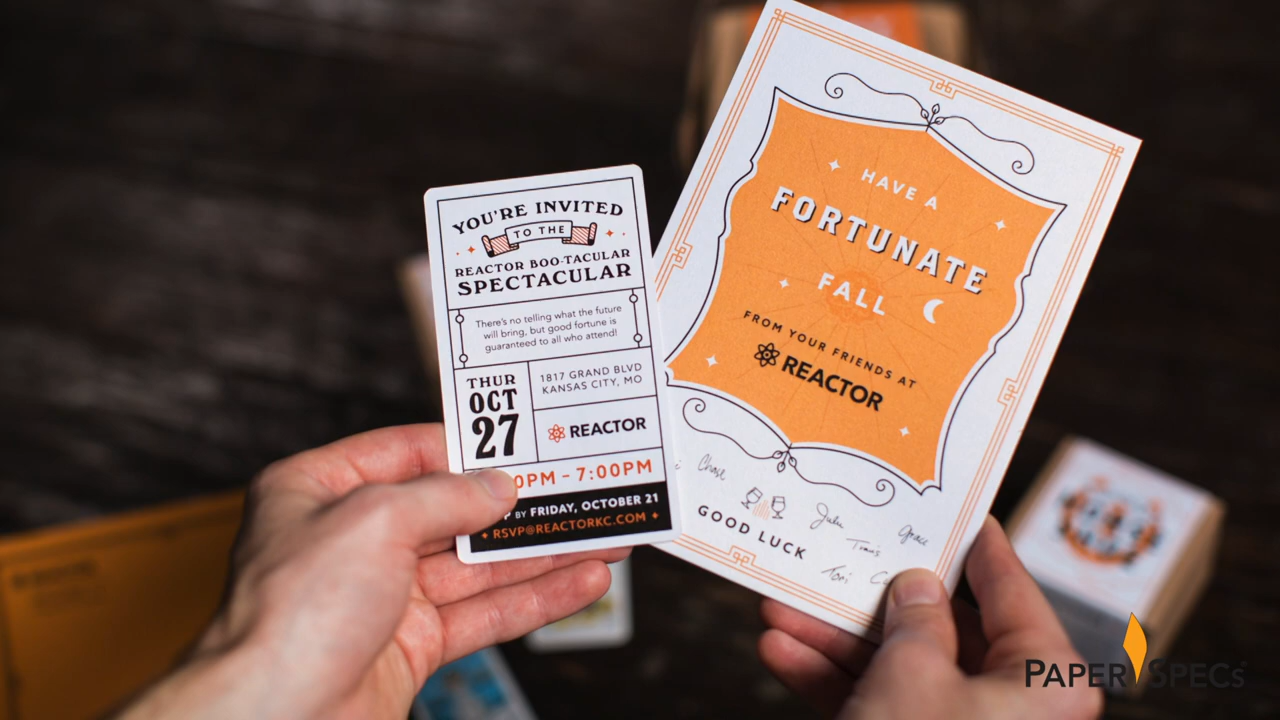 YOU'RE INVITED
TO THE
REACTOR BOO-TACULAR
SPECTACULAR
There's no telling what the future
will bring, but good fortune is
guaranteed to all who attend!
THUR
OCT
27
1817 GRAND BLVD
KANSAS CITY, MO
REACTOR
0PM – 7:00PM
P BY FRIDAY, OCTOBER 21
RSVP@REACTORKC.COM
HAVE A
FORTUNATE
FALL
FROM YOUR FRIENDS AT
REACTOR
Chase
Julie
Grace
Travis
Tori
GOOD LUCK
PAPERSPECS